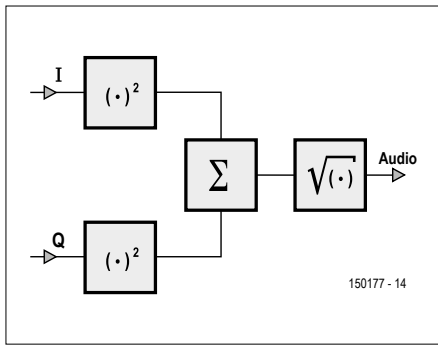 I
(·)²
Σ
√(·)
Audio
Q
(·)²
150177 - 14